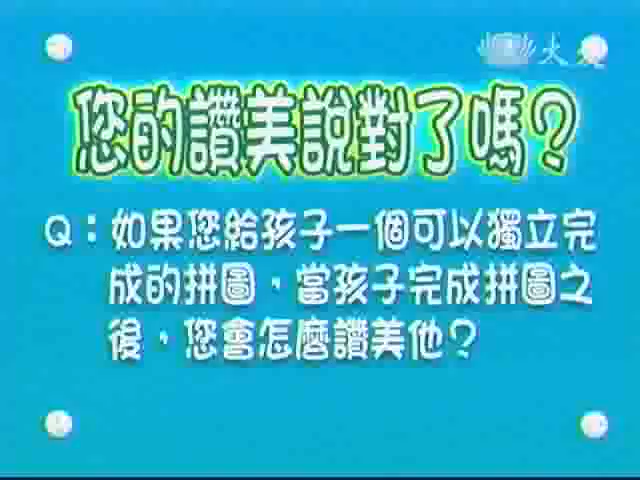 大愛
您的讚美說對了嗎？
Q：如果您給孩子一個可以獨立完
成的拼圖，當孩子完成拼圖之
後，您會怎麼讚美他？